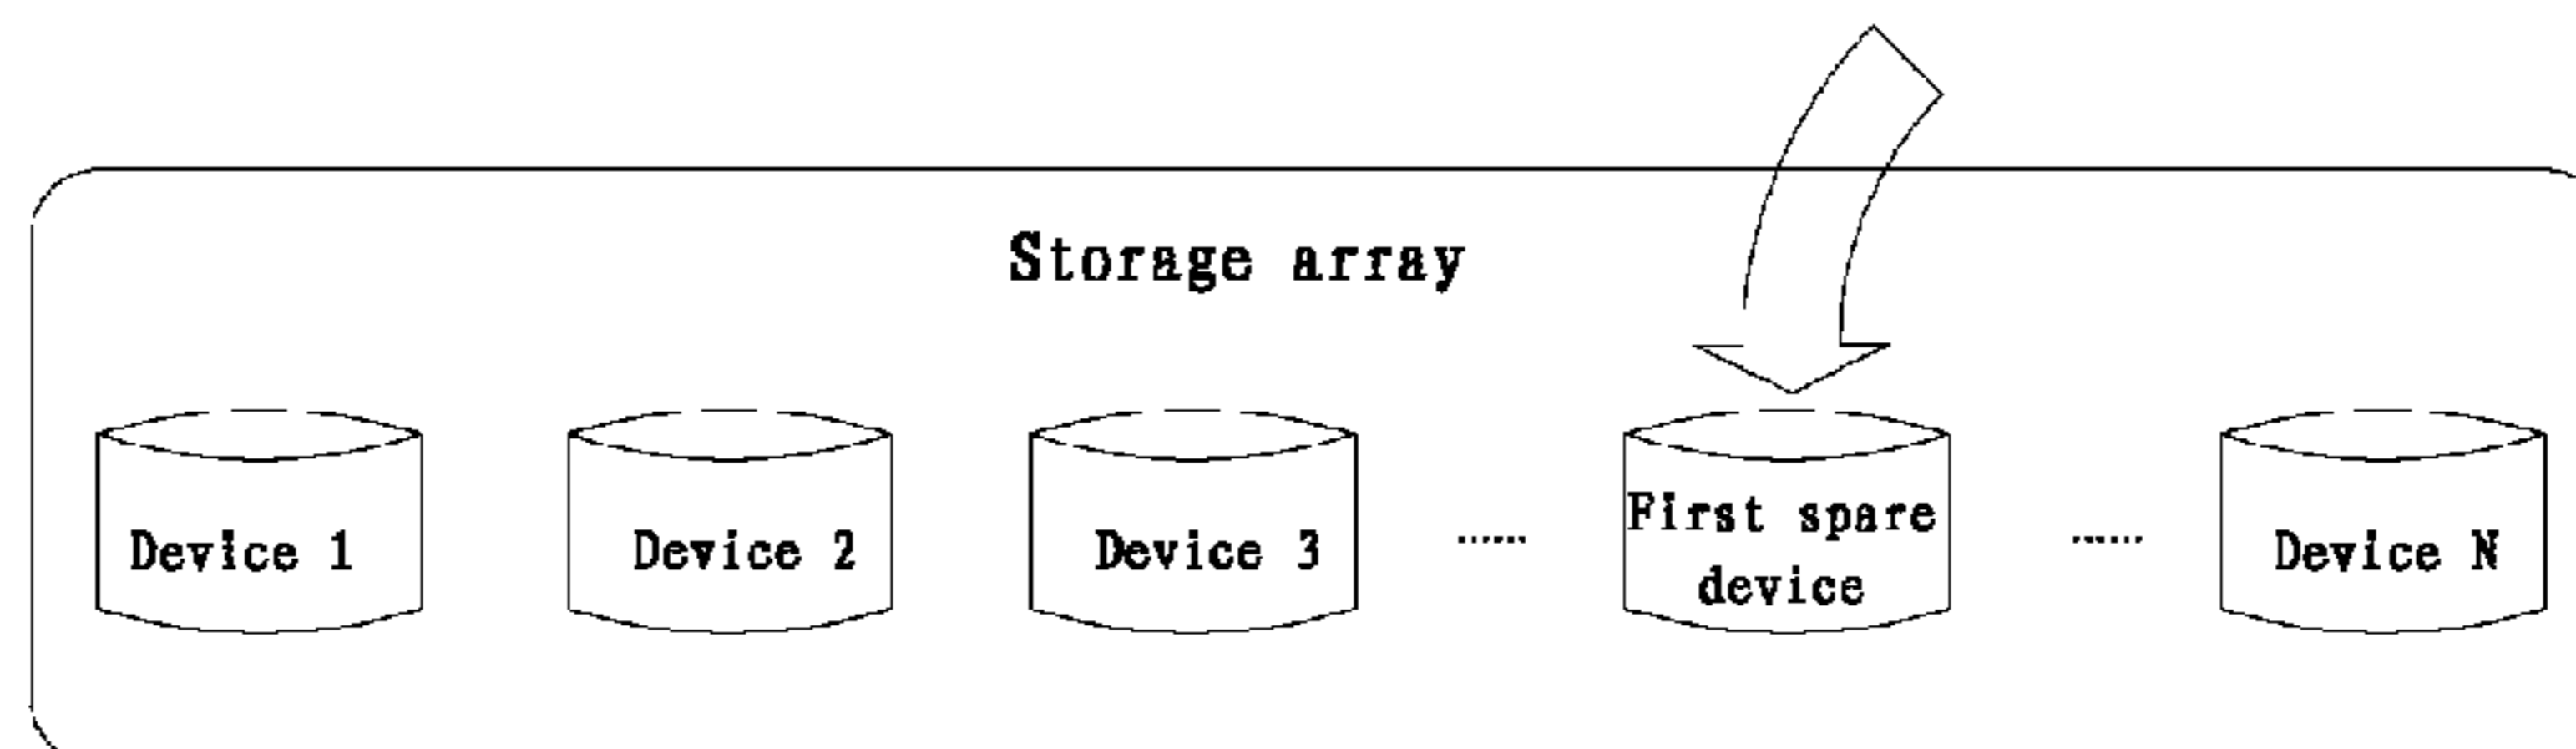 Storage array
Device 1
Device 2
Device 3
......
First spare
device
......
Device N